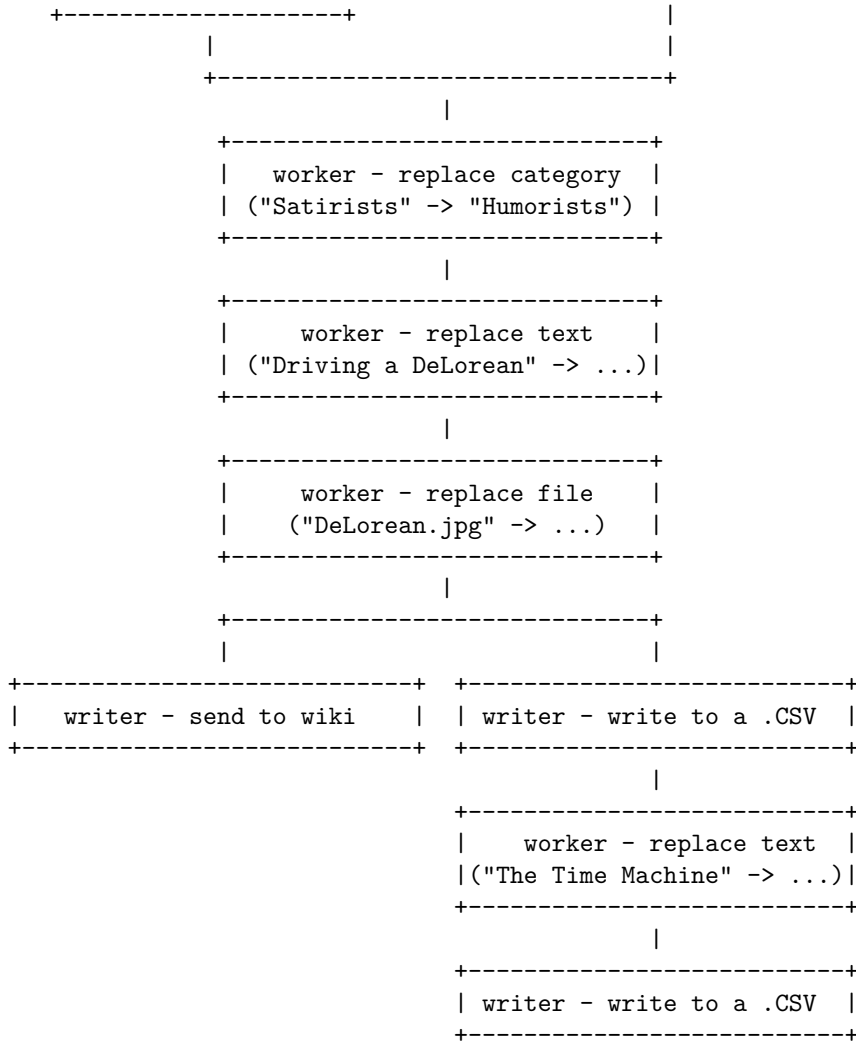 worker - replace category
("Satirists" -> "Humorists")
worker - replace text
("Driving a DeLorean" -> ...)
worker - replace file
("DeLorean.jpg" -> ...)
writer - send to wiki
writer - write to a .CSV
worker - replace text
("The Time Machine" -> ...)
writer - write to a .CSV